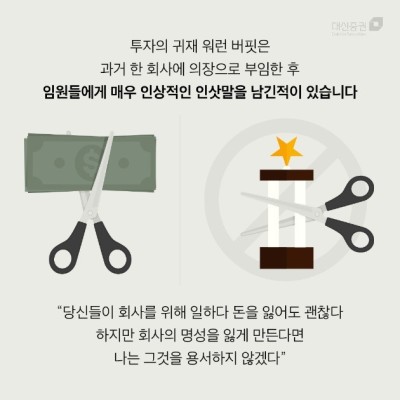 대신증권
투자의 귀재 워런 버핏은
과거 한 회사에 의장으로 부임한 후
임원들에게 매우 인상적인 인삿말을 남긴적이 있습니다
“당신들이 회사를 위해 일하다 돈을 잃어도 괜찮다
하지만 회사의 명성을 잃게 만든다면
나는 그것을 용서하지 않겠다”